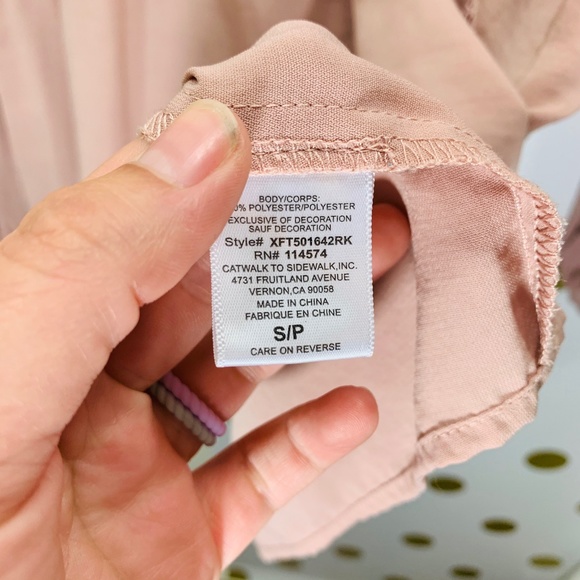 BODY/CORPS:
0% POLYESTER/POLYESTER
EXCLUSIVE OF DECORATION
SAUF DECORATION
Style# XFT501642RK
RN# 114574
CATWALK TO SIDEWALK,INC.
4731 FRUITLAND AVENUE
VERNON,CA 90058
MADE IN CHINA
FABRIQUE EN CHINE
S/P
CARE ON REVERSE